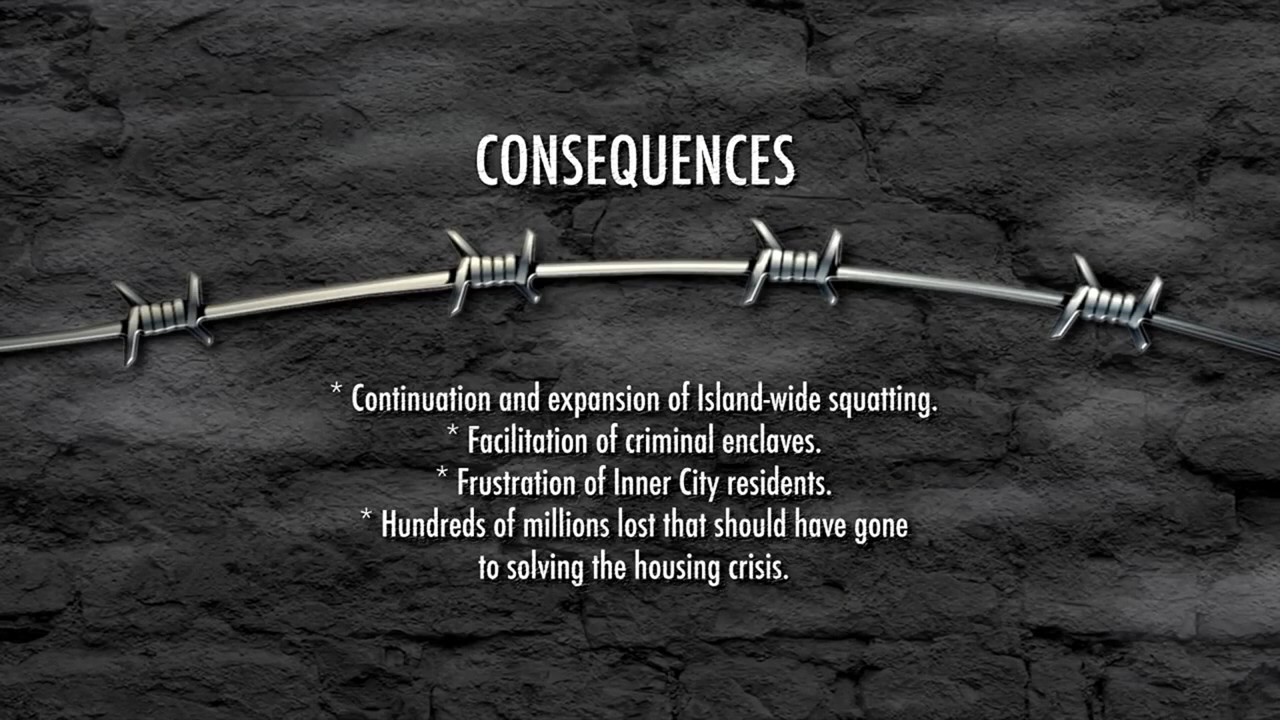 CONSEQUENCES
* Continuation and expansion of Island-wide squatting.
* Facilitation of criminal enclaves.
* Frustration of Inner City residents.
* Hundreds of millions lost that should have gone
to solving the housing crisis.